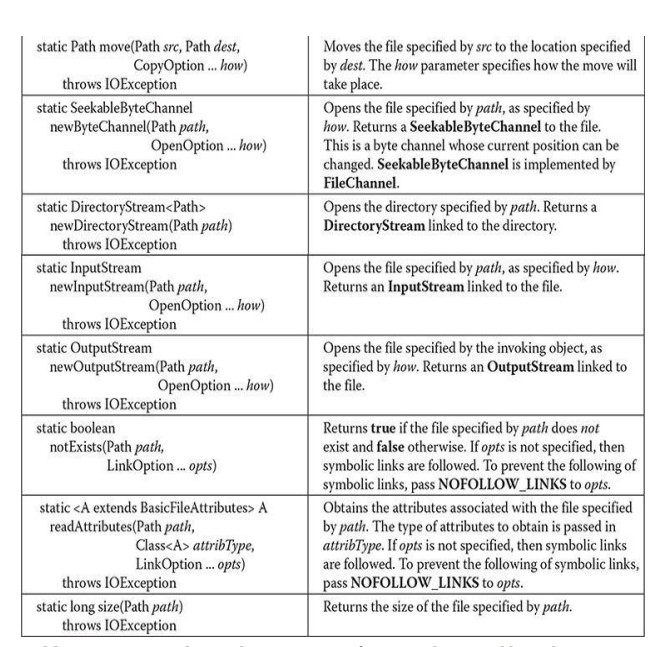 static Path move(Path src, Path dest,
CopyOption ... how)
throws IOException
Moves the file specified by src to the location specified
by dest. The how parameter specifies how the move will
take place.
static SeekableByteChannel
newByteChannel(Path path,
OpenOption ... how)
throws IOException
Opens the file specified by path, as specified by
how. Returns a SeekableByteChannel to the file.
This is a byte channel whose current position can be
changed. SeekableByteChannel is implemented by
FileChannel.
static DirectoryStream<Path>
newDirectoryStream(Path path)
throws IOException
Opens the directory specified by path. Returns a
DirectoryStream linked to the directory.
static InputStream
newInputStream(Path path,
OpenOption ... how)
throws IOException
Opens the file specified by path, as specified by how.
Returns an InputStream linked to the file.
static OutputStream
newOutputStream(Path path,
OpenOption ... how)
throws IOException
Opens the file specified by the invoking object, as
specified by how. Returns an OutputStream linked to
the file.
static boolean
notExists(Path path,
LinkOption ... opts)
Returns true if the file specified by path does not
exist and false otherwise. If opts is not specified, then
symbolic links are followed. To prevent the following of
symbolic links, pass NOFOLLOW_LINKS to opts.
static <A extends BasicFileAttributes> A
readAttributes(Path path,
Class<A> attribType,
LinkOption ... opts)
throws IOException
Obtains the attributes associated with the file specified
by path. The type of attributes to obtain is passed in
attribType. If opts is not specified, then symbolic links
are followed. To prevent the following of symbolic links,
pass NOFOLLOW_LINKS to opts.
static long size(Path path)
throws IOException
Returns the size of the file specified by path.